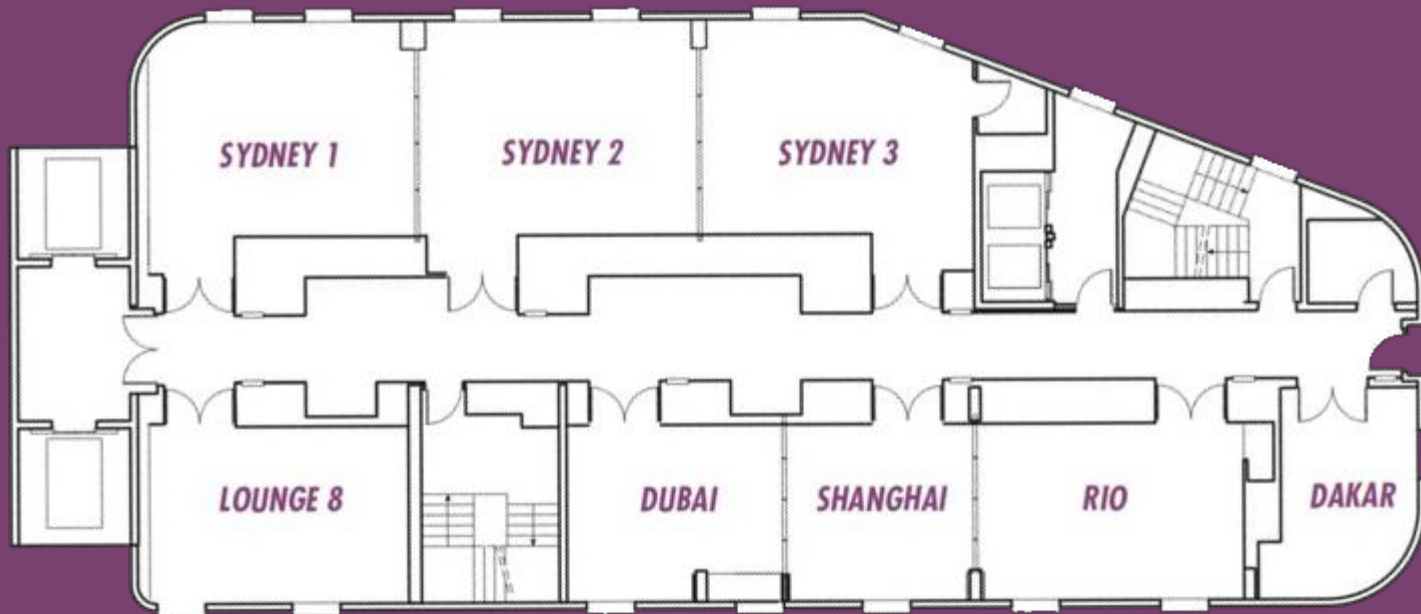 SYDNEY 1
SYDNEY 2
SYDNEY 3
LOUNGE 8
DUBAI
SHANGHAI
RIO
DAKAR